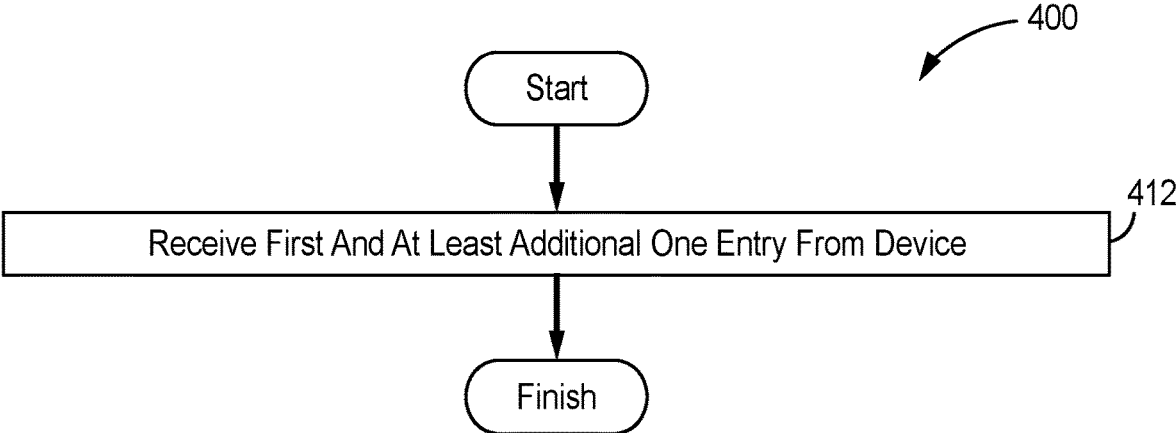 400
Start
412
Receive First And At Least Additional One Entry From Device
Finish